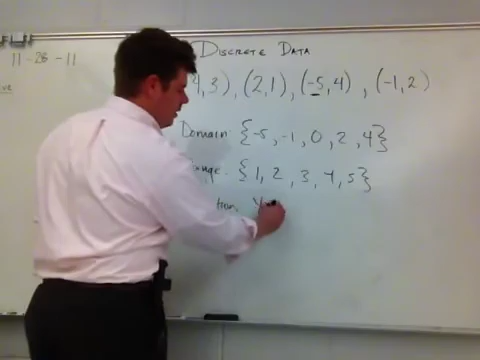 11-28-11
Discrete Data
4,3), (2,1), (-5,4), (-1,2)
Domain {-5, -1, 0, 2, 4}
{1, 2, 3, 4, 5}